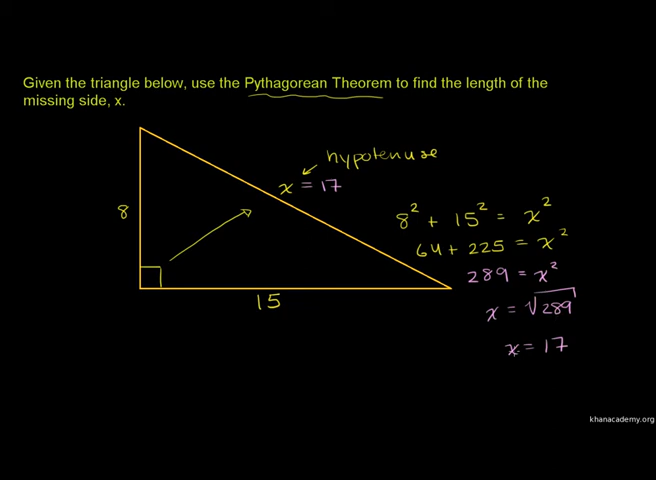 Given the triangle below, use the Pythagorean Theorem to find the length of the
missing side, x.
hypotenuse
x = 17
8
15
8² + 15² = x²
64 + 225 = x²
289 = x²
x = √289
x = 17
khanacademy.org